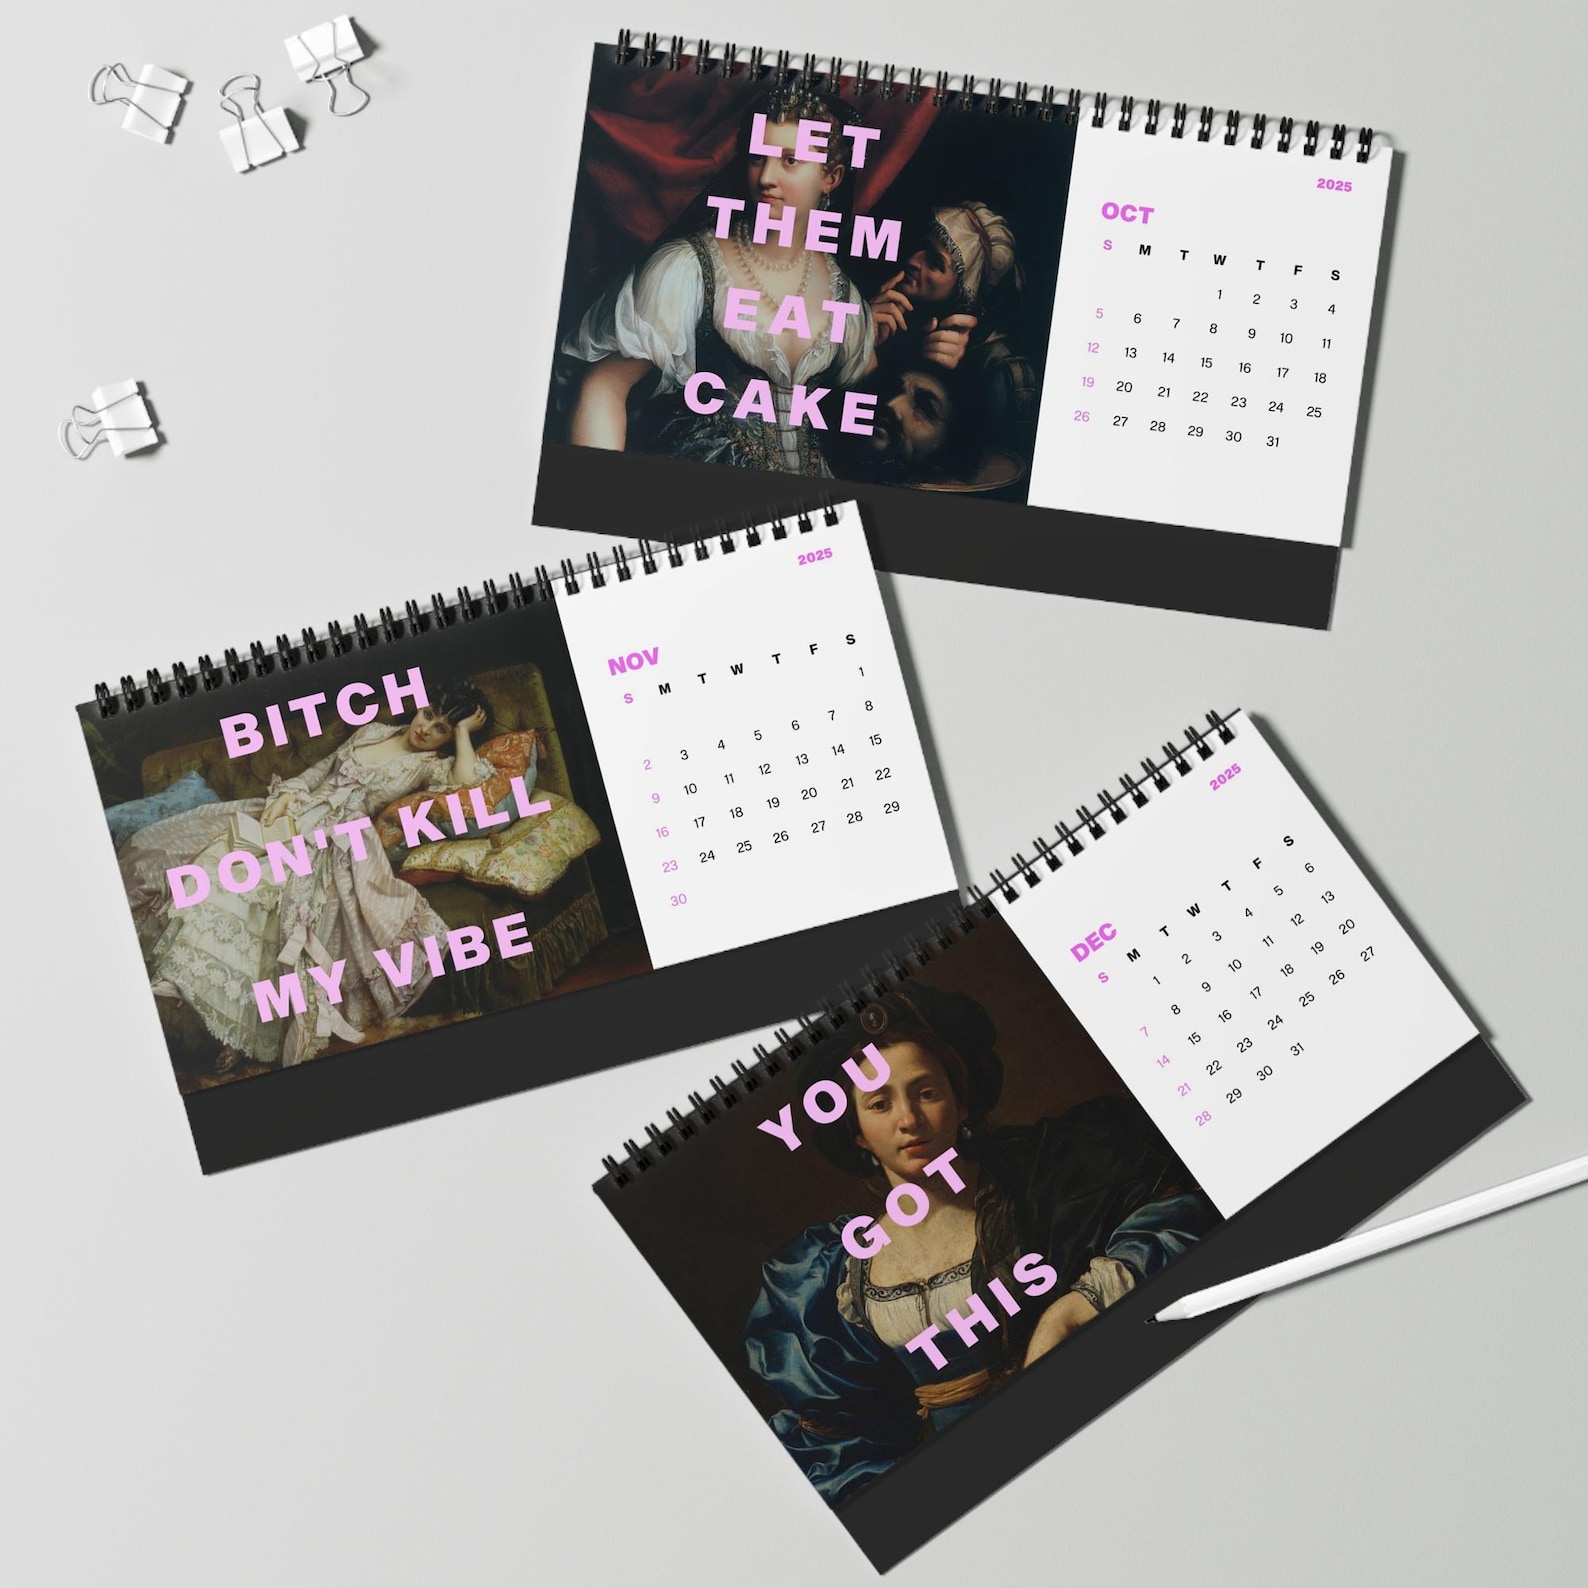 LET
THEM
EAT
CAKE
2025
OCT
S M T W T F S
1 2 3 4
5 6 7 8 9 10 11
12 13 14 15 16 17 18
19 20 21 22 23 24 25
26 27 28 29 30 31
BITCH
DON'T KILL
MY VIBE
2025
NOV
S M T W T F S
1
2 3 4 5 6 7 8
9 10 11 12 13 14 15
16 17 18 19 20 21 22
23 24 25 26 27 28 29
30
YOU
GOT
THIS
2025
DEC
S M T W T F S
1 2 3 4 5 6
7 8 9 10 11 12 13
14 15 16 17 18 19 20
21 22 23 24 25 26 27
28 29 30 31